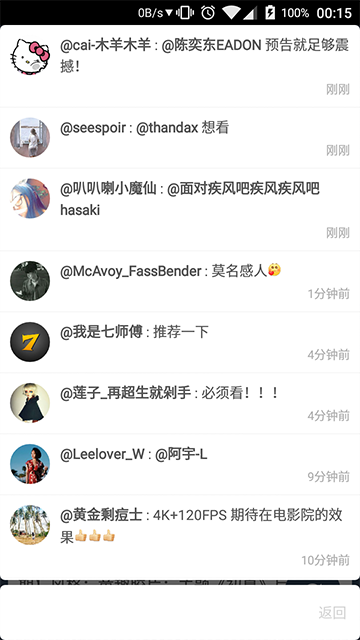 0B/s 100% 00:15
@cai-木羊木羊 : @陈奕东EADON 预告就足够震
撼！
刚刚
@seespoir : @thandax 想看
刚刚
@叭叭喇小魔仙 : @面对疾风吧疾风疾风吧
hasaki
刚刚
@McAvoy_FassBender : 莫名感人😘
1分钟前
@我是七师傅 : 推荐一下
4分钟前
@莲子_再超生就剁手 : 必须看！！！
4分钟前
@Leelover_W : @阿宇-L
9分钟前
@黄金剩痘士 : 4K+120FPS 期待在电影院的效
果👍👍👍
10分钟前
返回